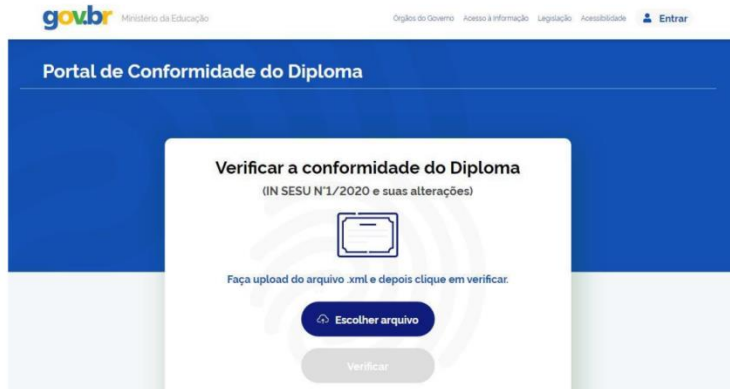 gov.br Ministério da Educação Órgãos do Governo Acesso à Informação Legislação Acessibilidade Entrar
Portal de Conformidade do Diploma
Verificar a conformidade do Diploma
(IN SESU N°1/2020 e suas alterações)
Faça upload do arquivo .xml e depois clique em verificar.
Escolher arquivo
Verificar